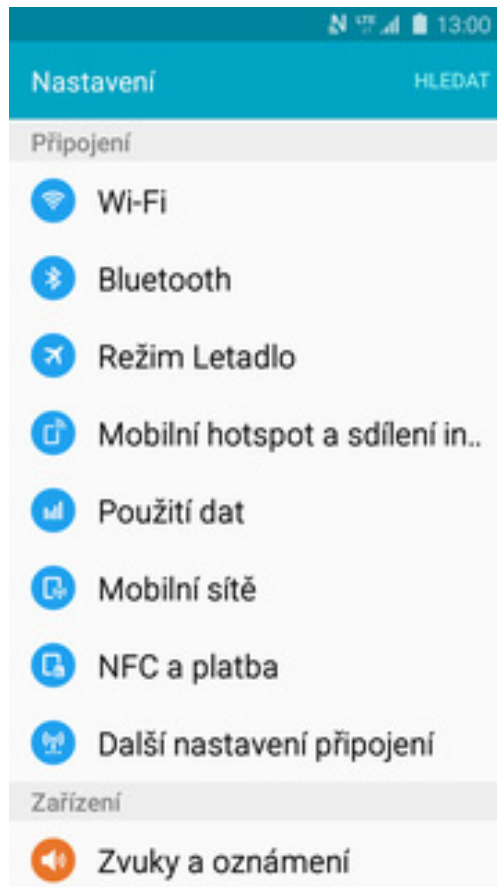 LTE 13:00
Nastavení HLEDAT
Připojení
Wi-Fi
Bluetooth
Režim Letadlo
Mobilní hotspot a sdílení in..
Použití dat
Mobilní sítě
NFC a platba
Další nastavení připojení
Zařízení
Zvuky a oznámení